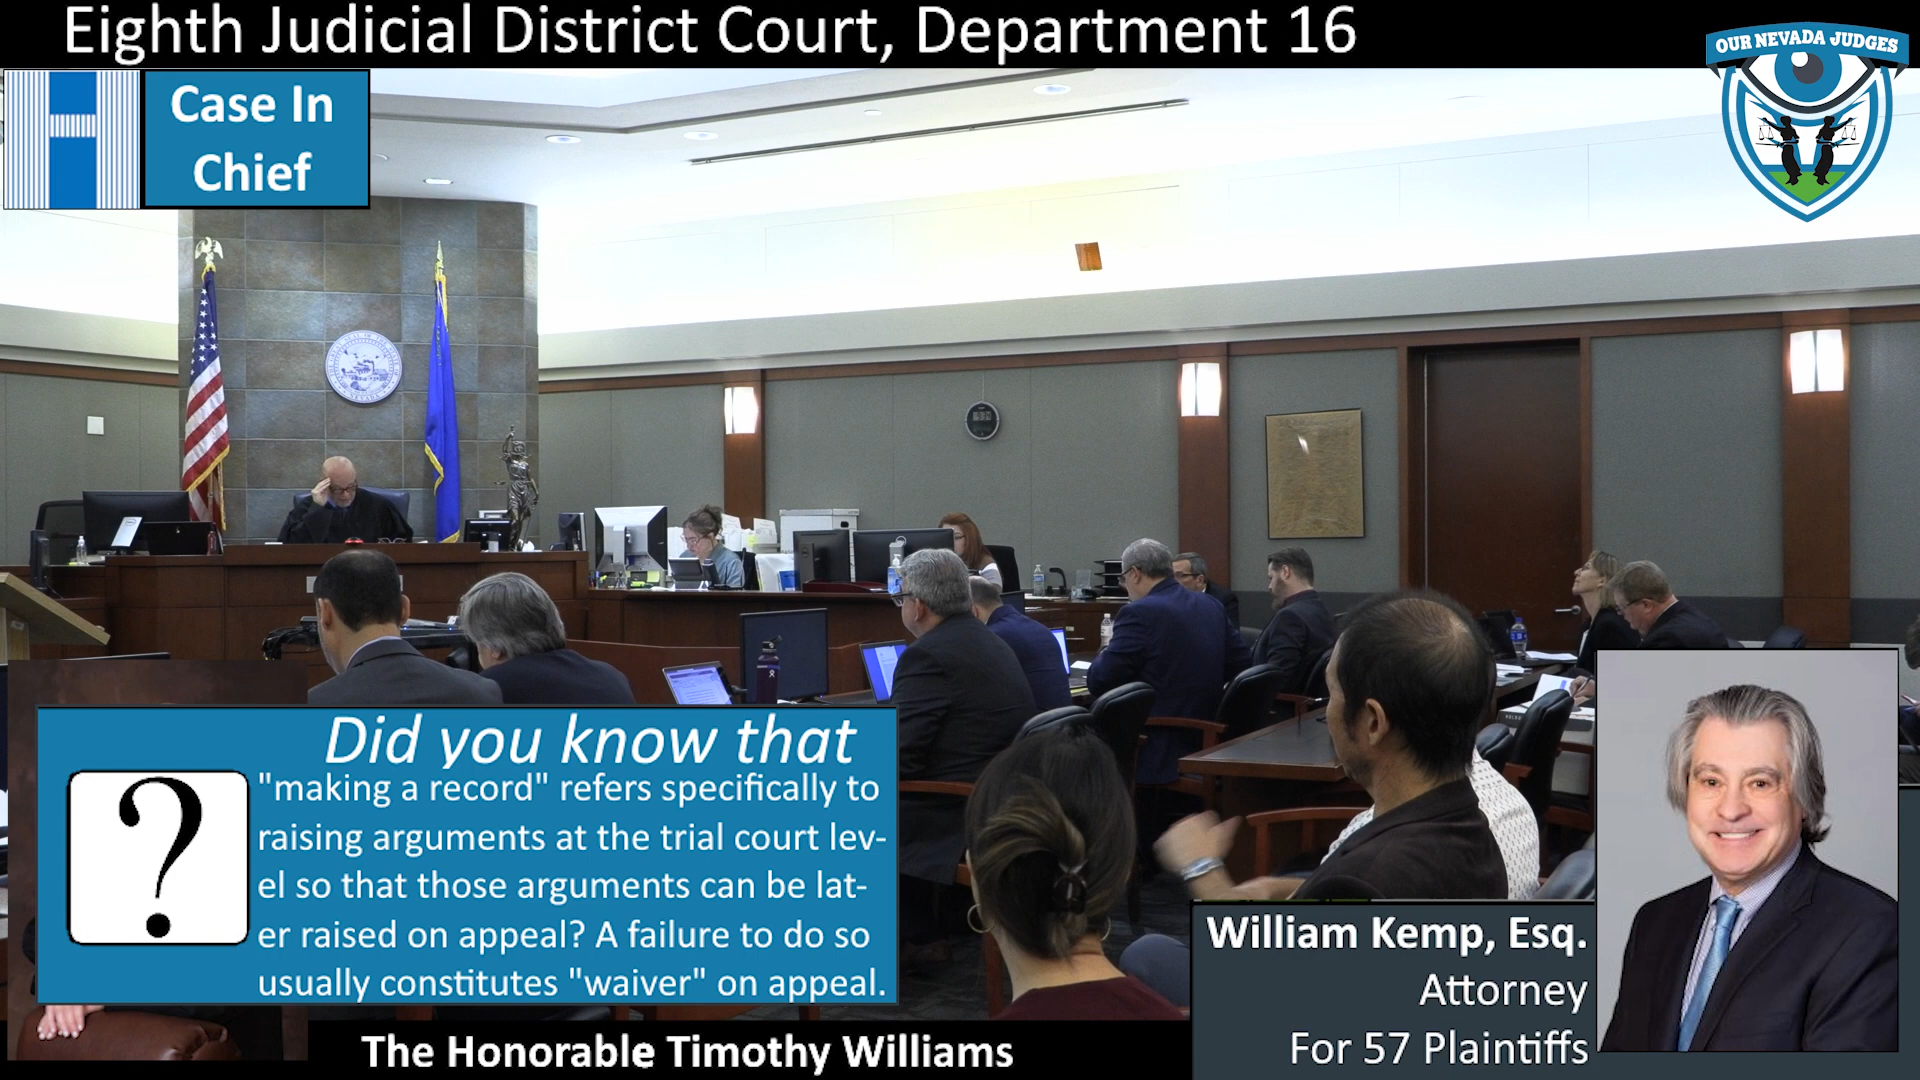 Eighth Judicial District Court, Department 16
OUR NEVADA JUDGES
Case In
Chief
Did you know that
"making a record" refers specifically to
raising arguments at the trial court lev-
el so that those arguments can be lat-
er raised on appeal? A failure to do so
usually constitutes "waiver" on appeal.
William Kemp, Esq.
Attorney
For 57 Plaintiffs
The Honorable Timothy Williams